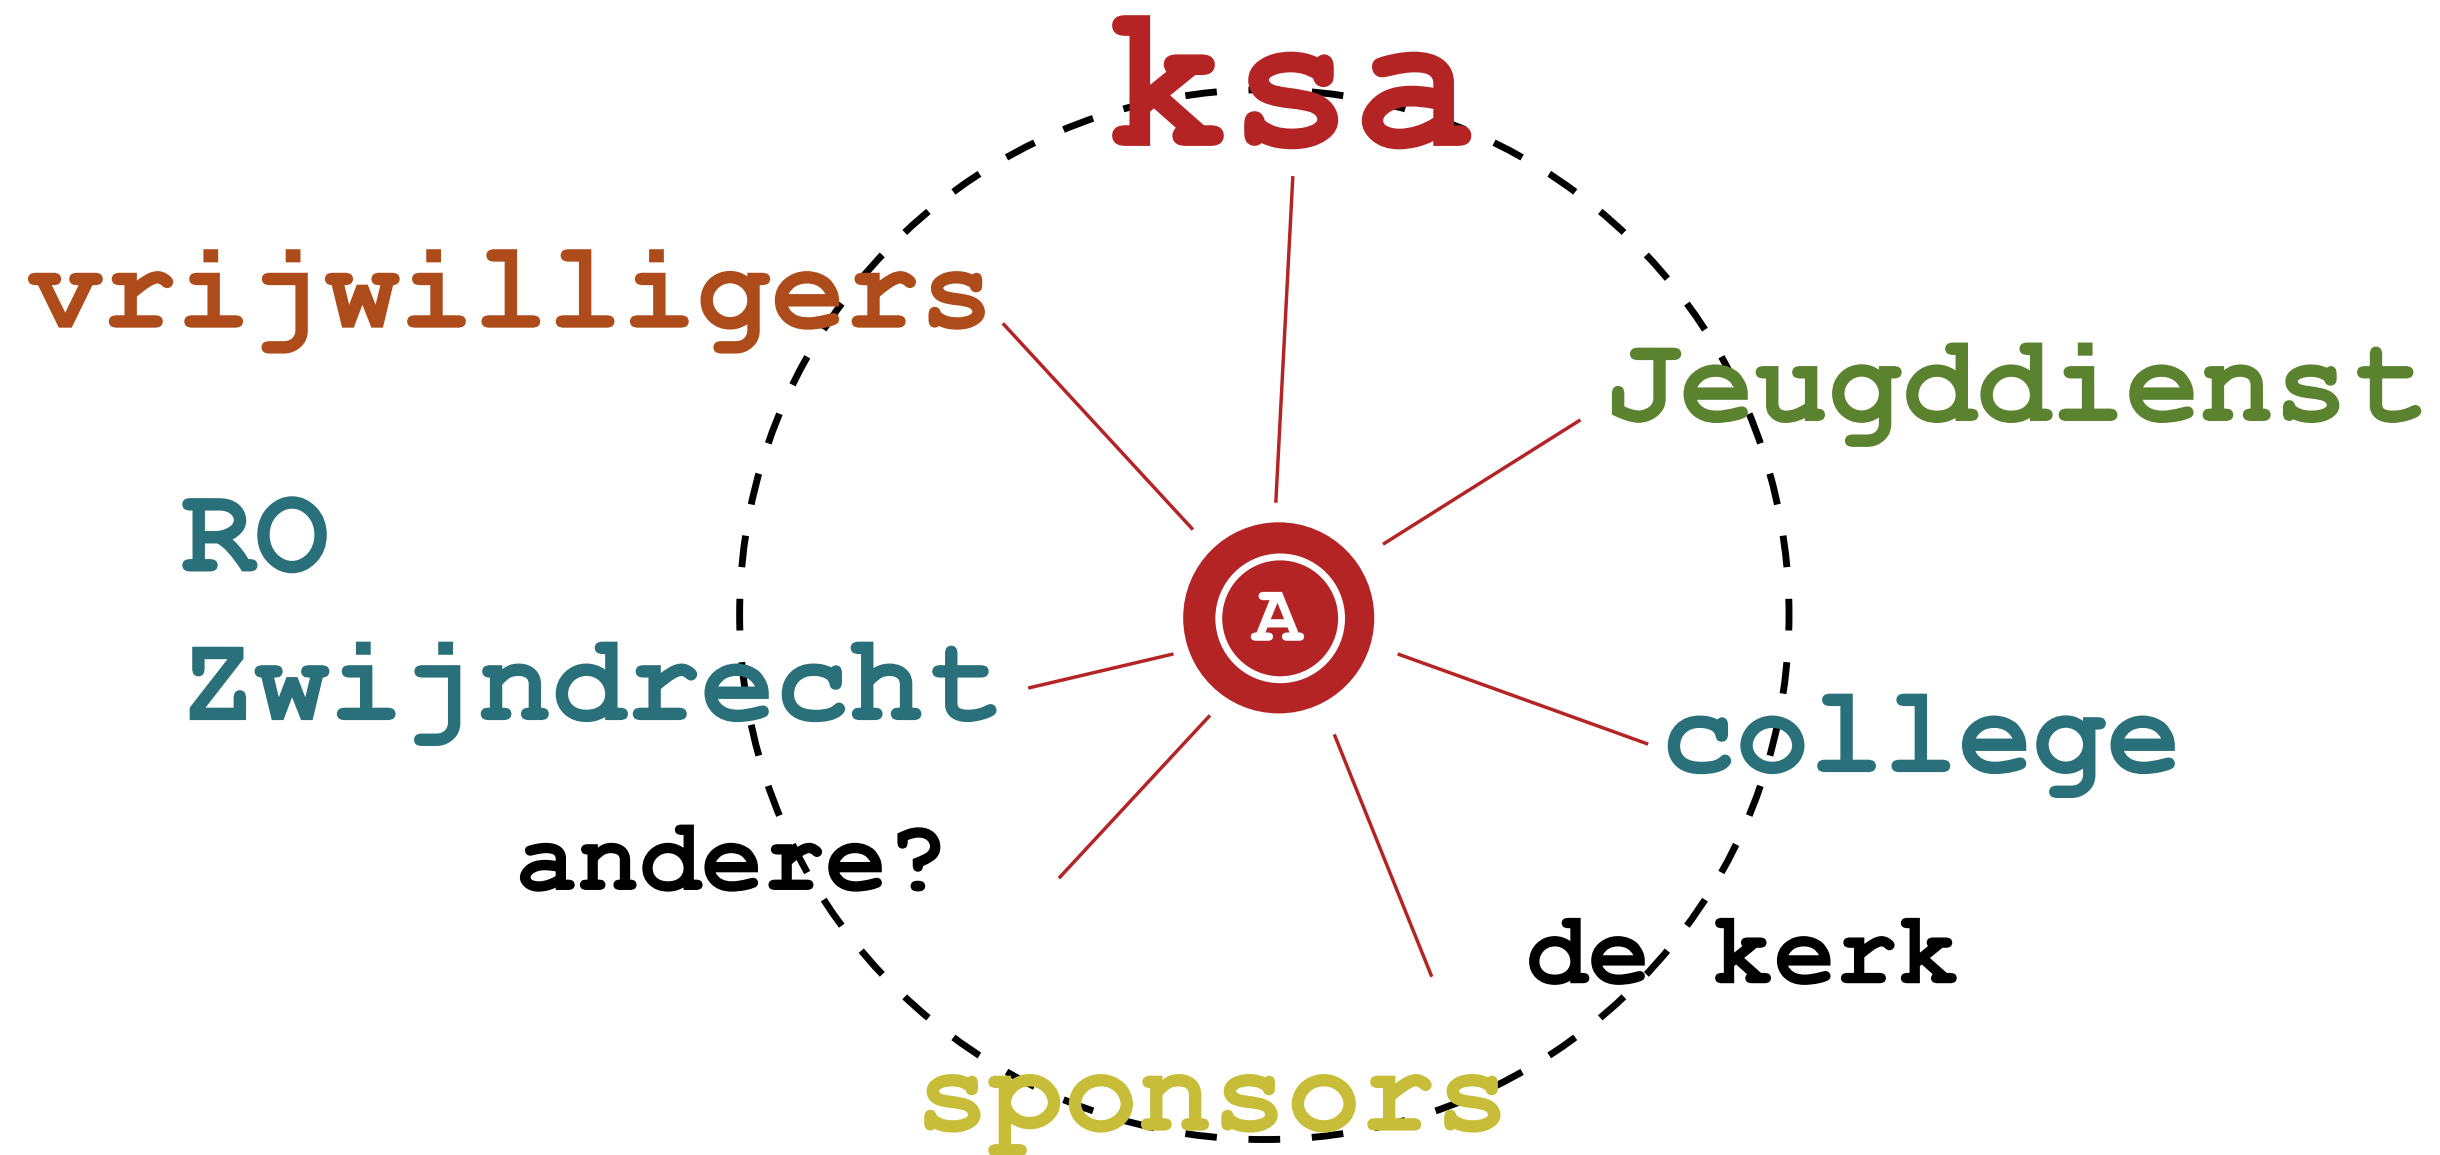 ksa
vrijwilligers
Jeugddienst
RO
Zwijndrecht
A
college
andere?
de kerk
sponsors